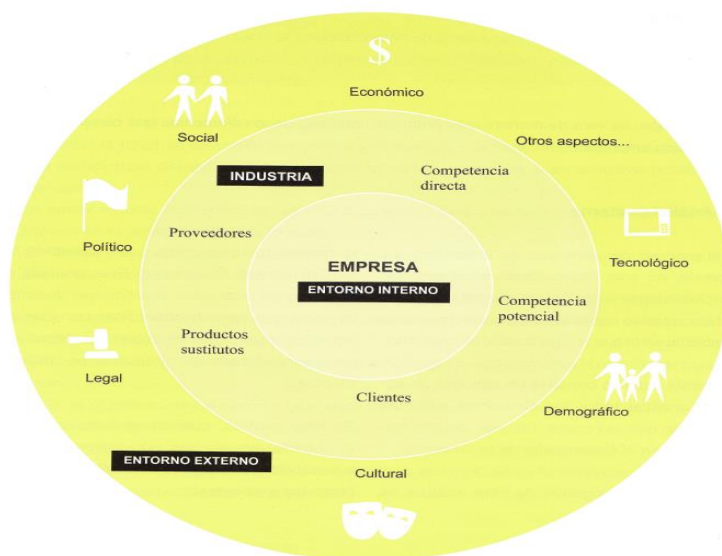 $
Económico
Social
Otros aspectos...
INDUSTRIA
Competencia
directa
Político
Proveedores
Tecnológico
EMPRESA
ENTORNO INTERNO
Competencia
potencial
Productos
sustitutos
Legal
Clientes
Demográfico
ENTORNO EXTERNO
Cultural